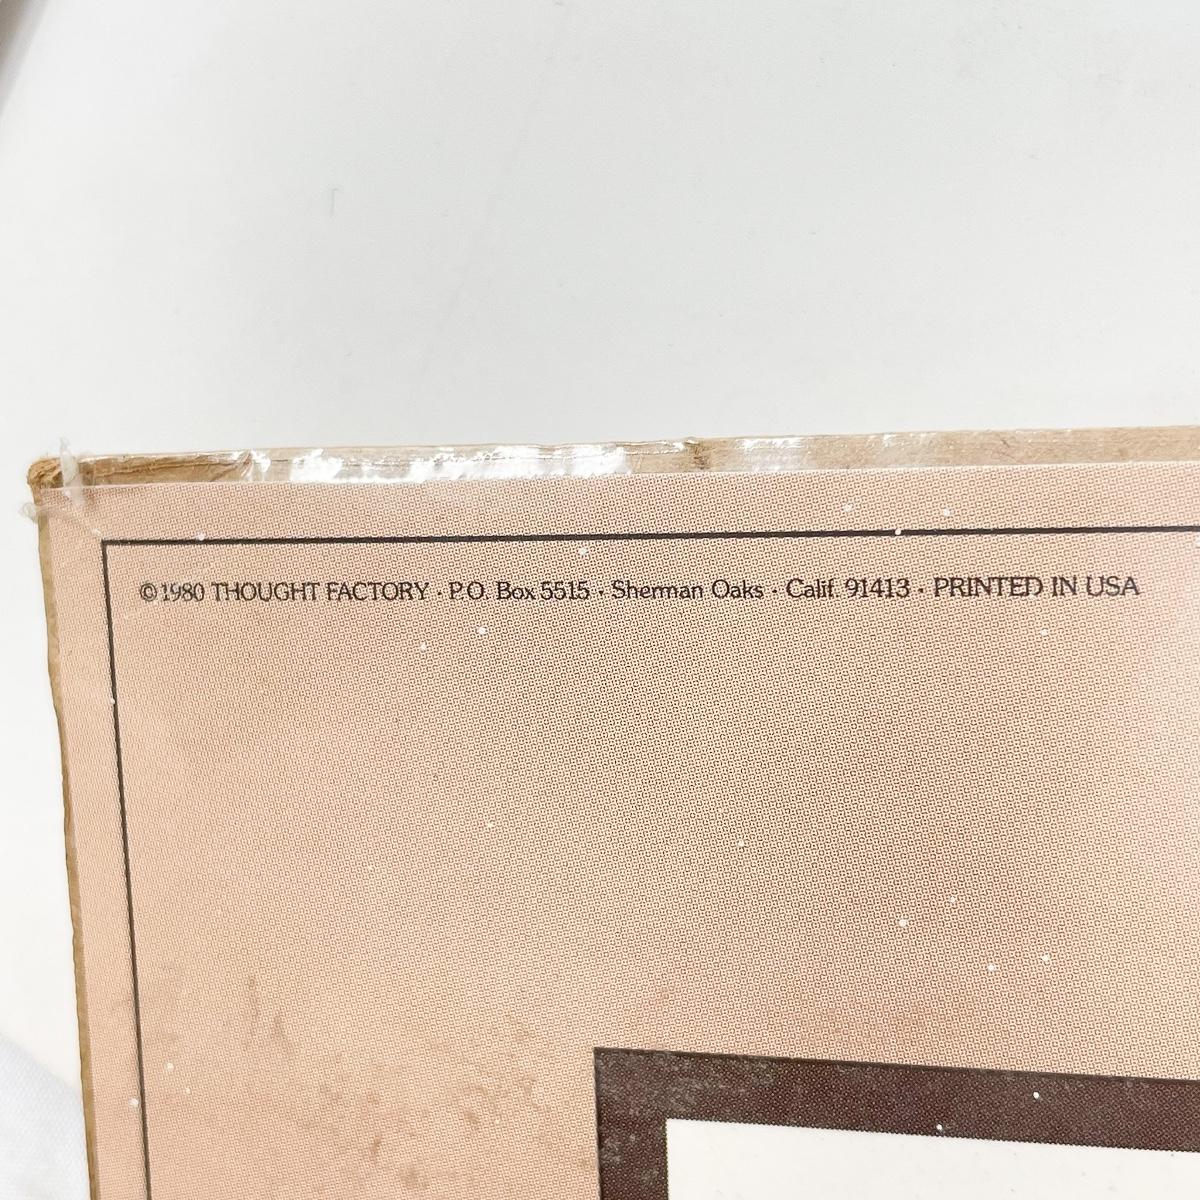 © 1980 THOUGHT FACTORY · P.O. Box 5515 · Sherman Oaks · Calif. 91413 · PRINTED IN USA